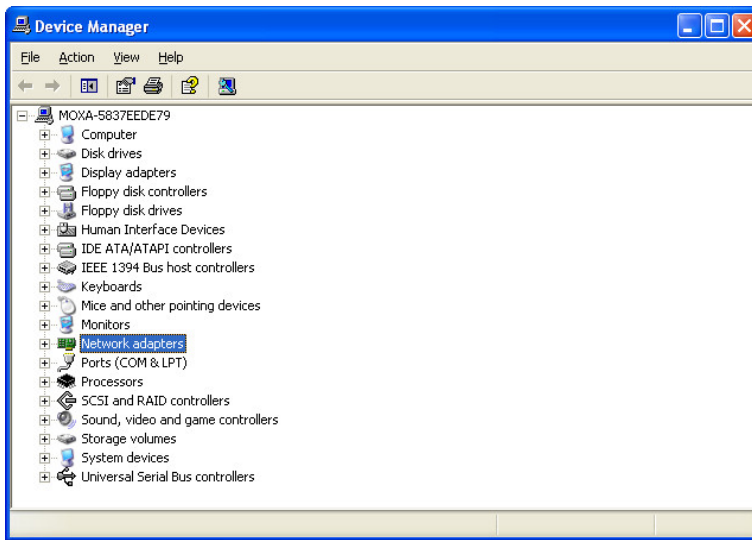 Device Manager
File Action View Help
MOXA-5837EEDE79
Computer
Disk drives
Display adapters
Floppy disk controllers
Floppy disk drives
Human Interface Devices
IDE ATA/ATAPI controllers
IEEE 1394 Bus host controllers
Keyboards
Mice and other pointing devices
Monitors
Network adapters
Ports (COM & LPT)
Processors
SCSI and RAID controllers
Sound, video and game controllers
Storage volumes
System devices
Universal Serial Bus controllers